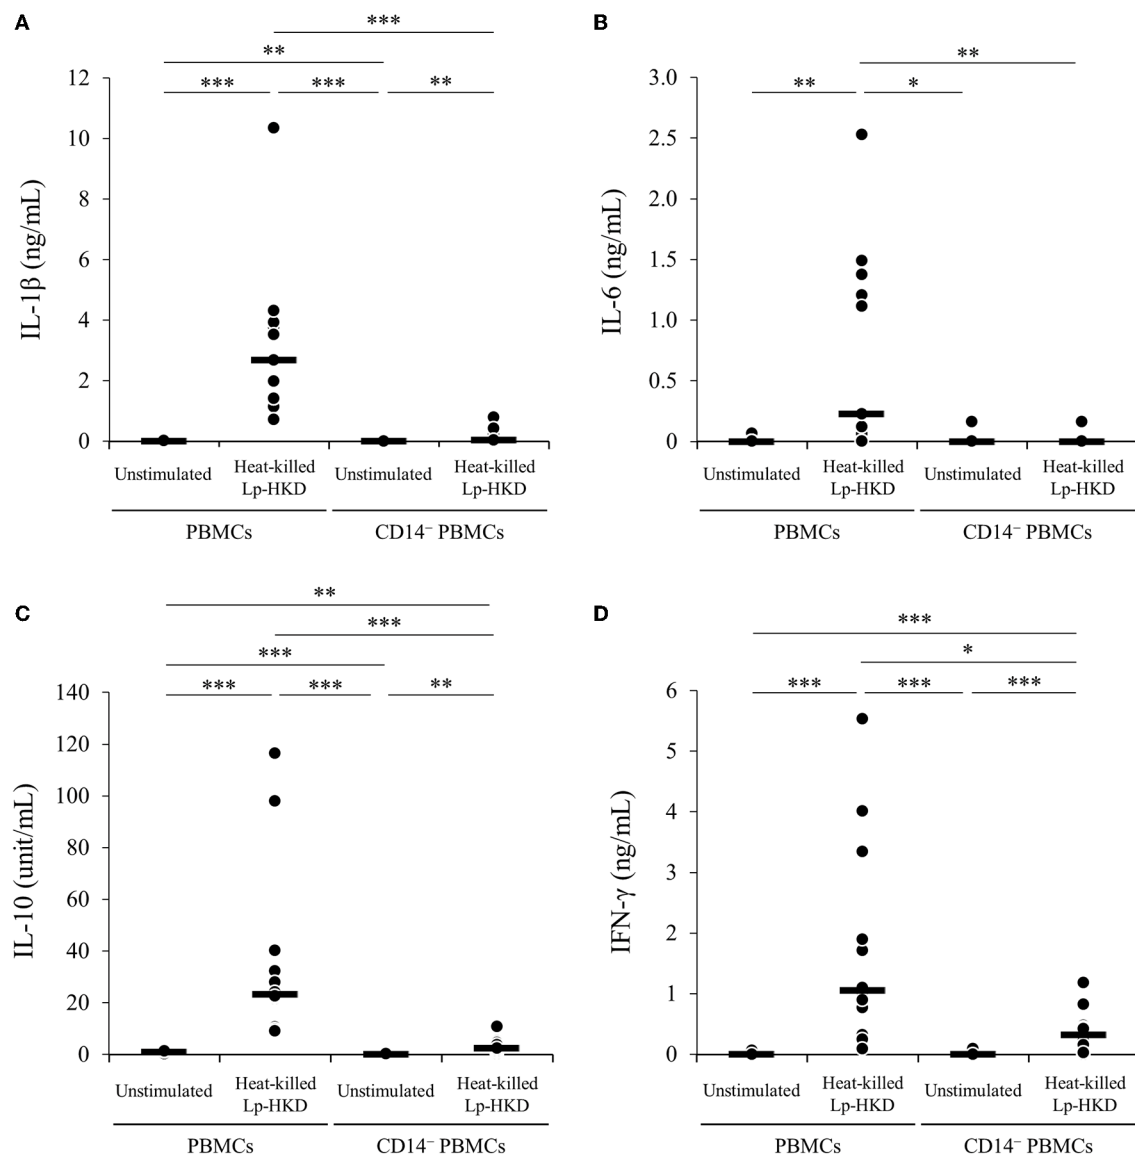 A
***
**
*** *** **
12
10
8
6
4
2
0
IL-1β (ng/mL)
Unstimulated Heat-killed Lp-HKD Unstimulated Heat-killed Lp-HKD
PBMCs CD14⁻ PBMCs
B
**
** *
3.0
2.5
2.0
1.5
1.0
0.5
0
IL-6 (ng/mL)
Unstimulated Heat-killed Lp-HKD Unstimulated Heat-killed Lp-HKD
PBMCs CD14⁻ PBMCs
C
**
***
***
*** *** **
140
120
100
80
60
40
20
0
IL-10 (unit/mL)
Unstimulated Heat-killed Lp-HKD Unstimulated Heat-killed Lp-HKD
PBMCs CD14⁻ PBMCs
D
***
*
*** *** ***
6
5
4
3
2
1
0
IFN-γ (ng/mL)
Unstimulated Heat-killed Lp-HKD Unstimulated Heat-killed Lp-HKD
PBMCs CD14⁻ PBMCs